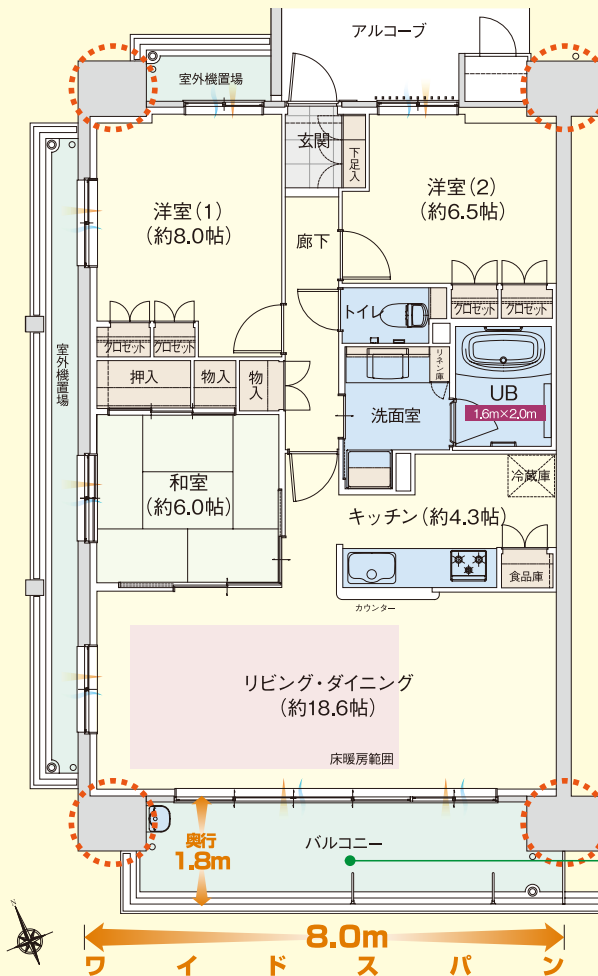 アルコーブ
室外機置場
玄関
下足入
洋室(1)
(約8.0帖)
洋室(2)
(約6.5帖)
廊下
トイレ
クロゼット
クロゼット
クロゼット
クロゼット
リネン庫
室外機置場
押入
物入
物入
洗面室
UB
1.6m×2.0m
和室
(約6.0帖)
冷蔵庫
キッチン(約4.3帖)
食品庫
カウンター
リビング・ダイニング
(約18.6帖)
床暖房範囲
奥行
1.8m
バルコニー
N
8.0m
ワイドスパン